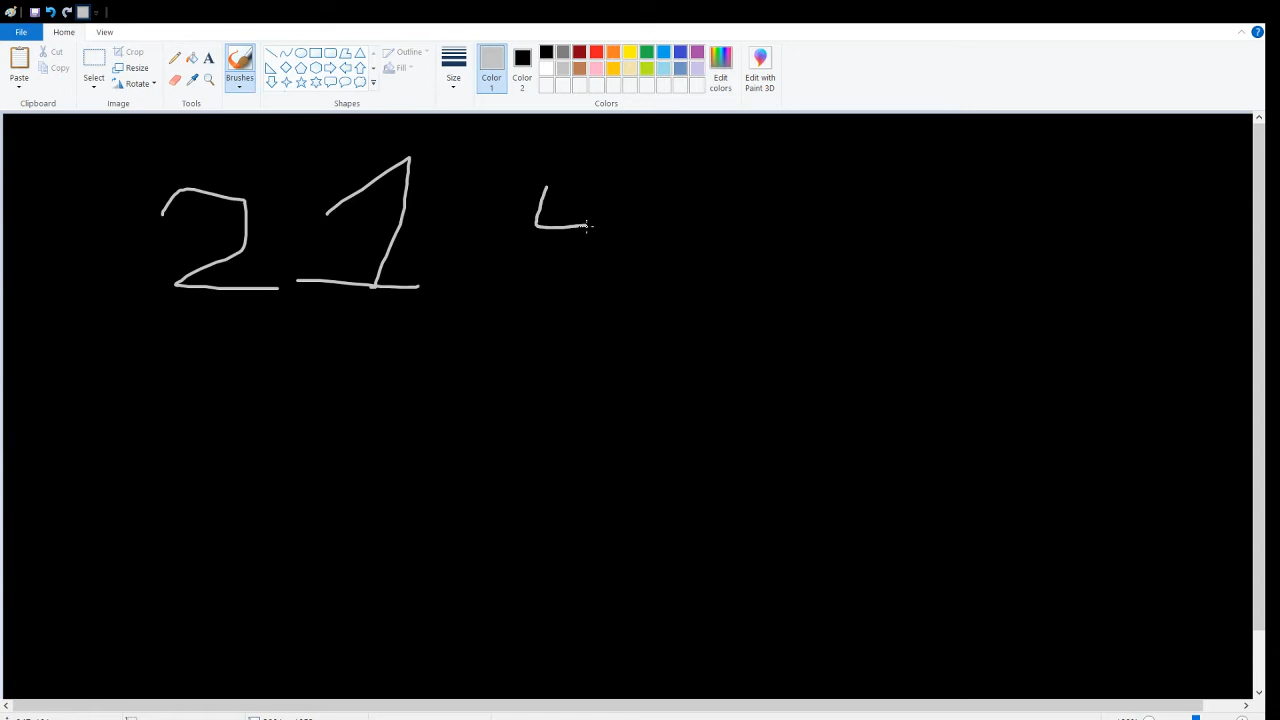 File Home View
Cut Crop Outline
Paste Copy Select Resize Rotate Brushes Fill Size Color 1 Color 2 Edit colors Edit with Paint 3D
Clipboard Image Tools Shapes Colors
21